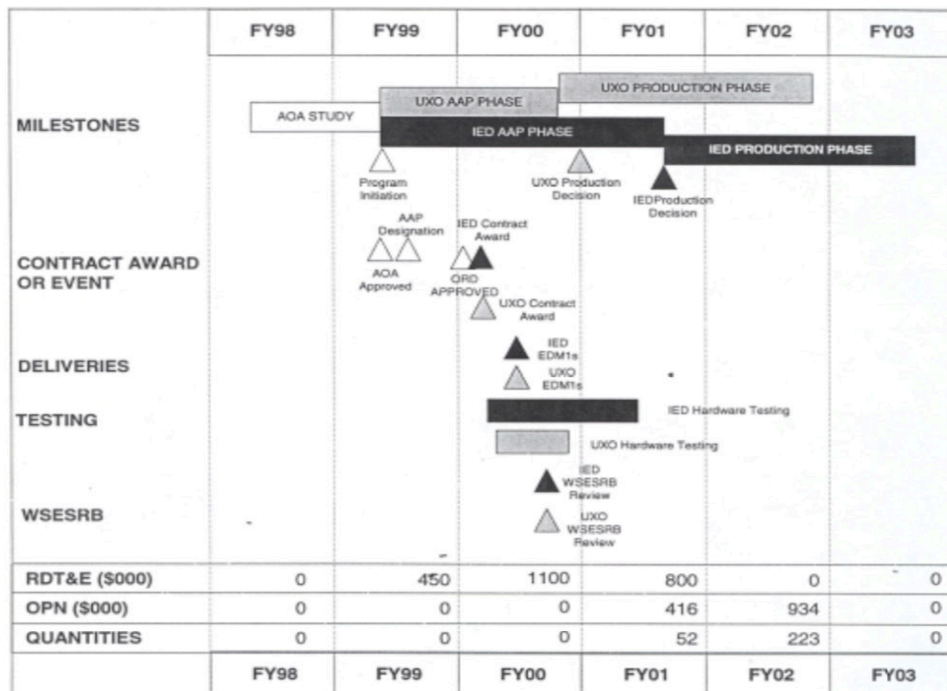 FY98 FY99 FY00 FY01 FY02 FY03
MILESTONES
UXO PRODUCTION PHASE
UXO AAP PHASE
AOA STUDY
IED AAP PHASE
IED PRODUCTION PHASE
Program
Initiation
UXO Production
Decision
IEDProduction
Decision
CONTRACT AWARD
OR EVENT
AAP
Designation
IED Contract
Award
AOA
Approved
ORD
APPROVED
UXO Contract
Award
DELIVERIES
IED
EDM1s
UXO
EDM1s
TESTING
IED Hardware Testing
UXO Hardware Testing
WSESRB
IED
WSESRB
Review
UXO
WSESRB
Review
RDT&E ($000) 0 450 1100 800 0 0
OPN ($000) 0 0 0 416 934 0
QUANTITIES 0 0 0 52 223 0
FY98 FY99 FY00 FY01 FY02 FY03